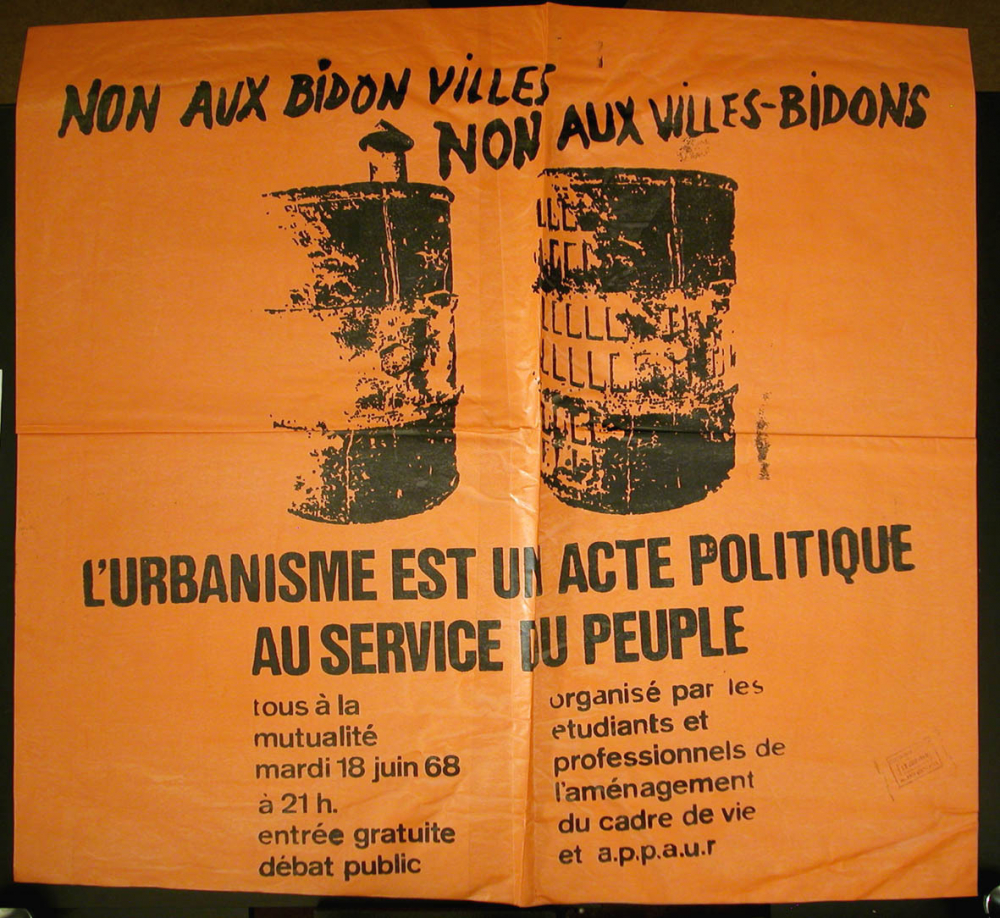 NON AUX BiDON ViLLES
NON AUX ViLLES-BiDONS
L'URBANISME EST UN ACTE POLITIQUE
AU SERVICE DU PEUPLE
tous à la
mutualité
mardi 18 juin 68
à 21 h.
entrée gratuite
débat public
organisé par les
etudiants et
professionnels de
l'aménagement
du cadre de vie
et a.p.p.a.u.r